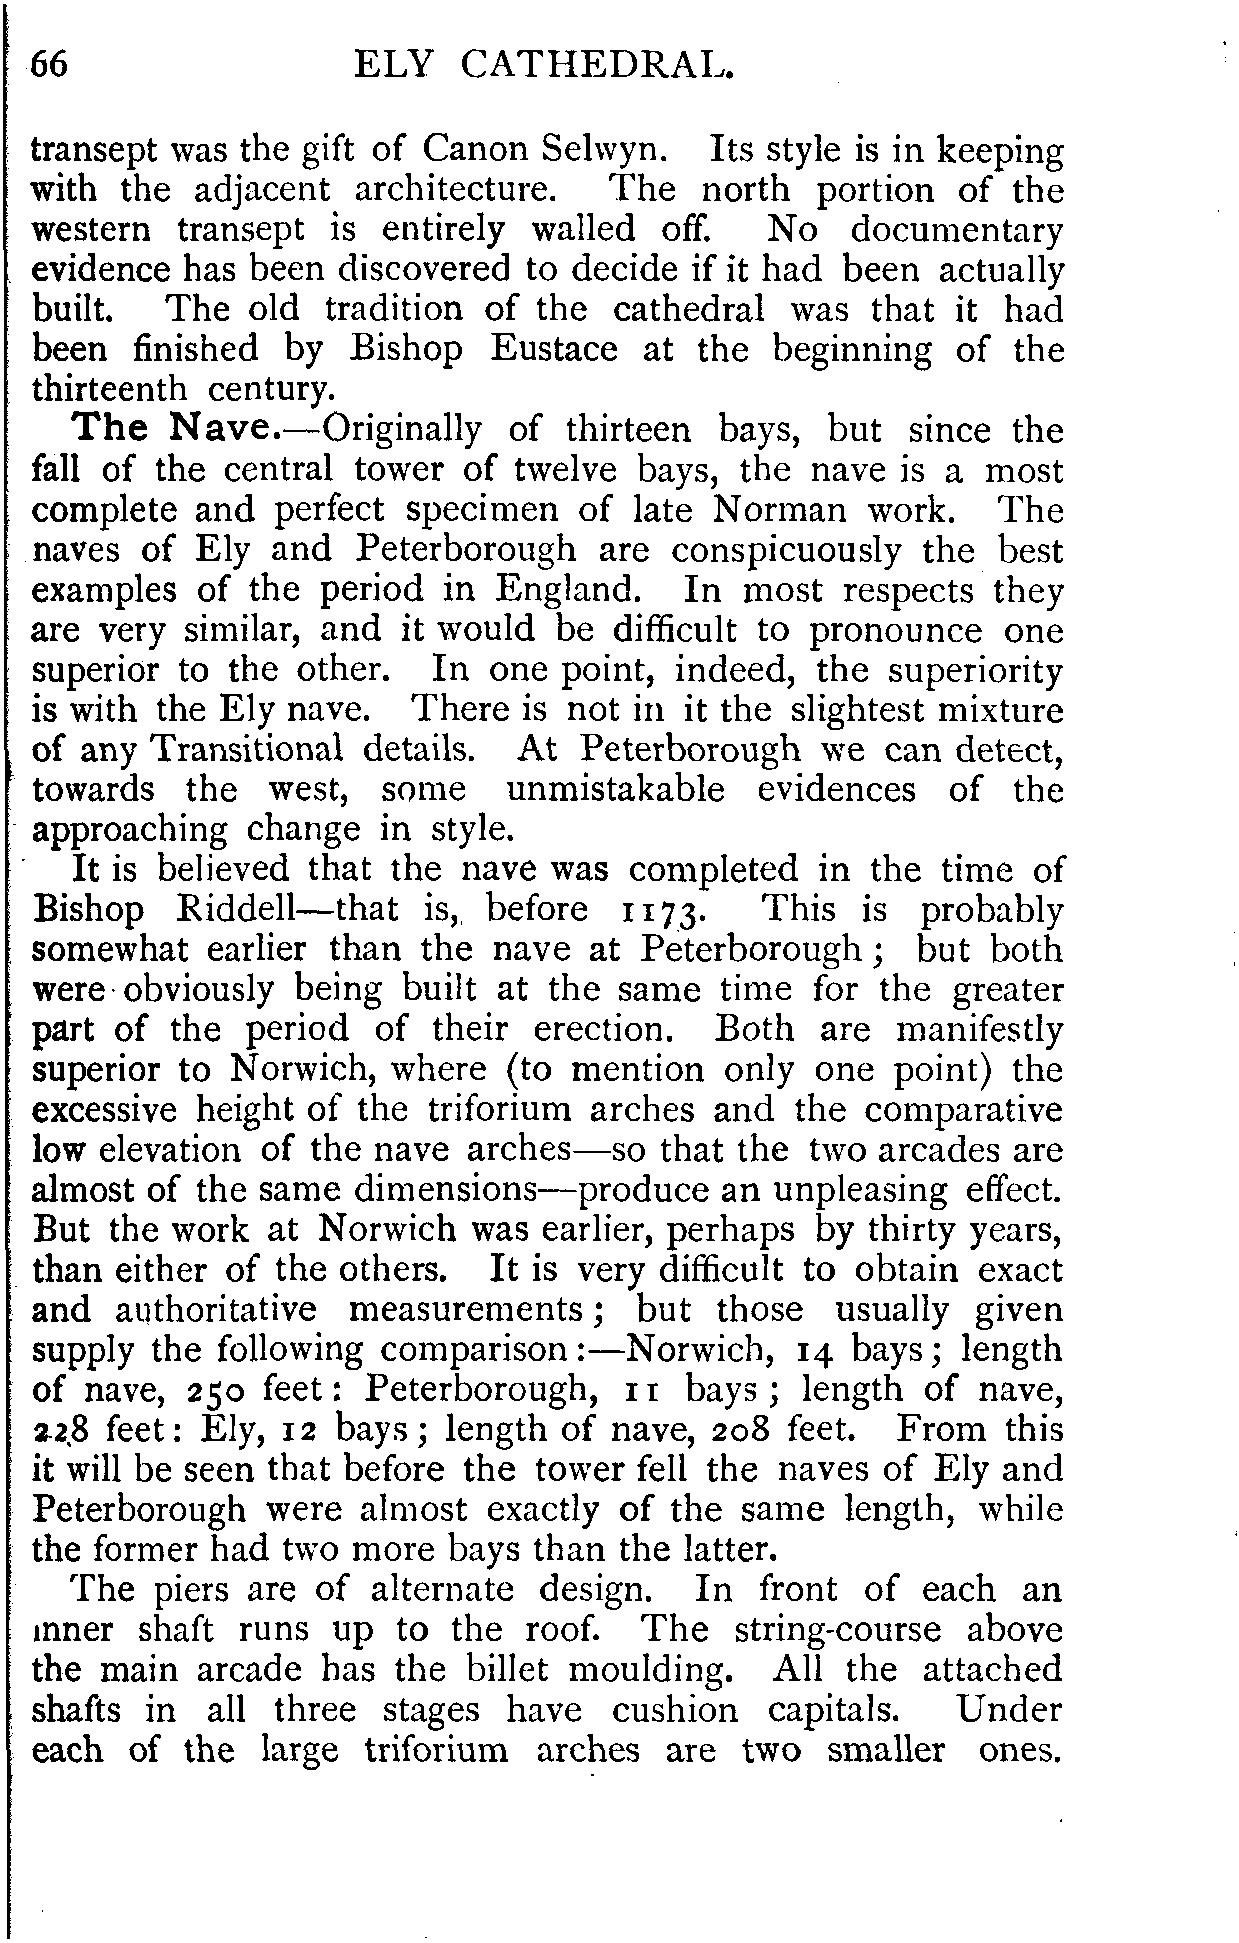 66 ELY CATHEDRAL.
transept was the gift of Canon Selwyn. Its style is in keeping
with the adjacent architecture. The north portion of the
western transept is entirely walled off. No documentary
evidence has been discovered to decide if it had been actually
built. The old tradition of the cathedral was that it had
been finished by Bishop Eustace at the beginning of the
thirteenth century.
The Nave.—Originally of thirteen bays, but since the
fall of the central tower of twelve bays, the nave is a most
complete and perfect specimen of late Norman work. The
naves of Ely and Peterborough are conspicuously the best
examples of the period in England. In most respects they
are very similar, and it would be difficult to pronounce one
superior to the other. In one point, indeed, the superiority
is with the Ely nave. There is not in it the slightest mixture
of any Transitional details. At Peterborough we can detect,
towards the west, some unmistakable evidences of the
approaching change in style.
It is believed that the nave was completed in the time of
Bishop Riddell—that is, before 1173. This is probably
somewhat earlier than the nave at Peterborough; but both
were obviously being built at the same time for the greater
part of the period of their erection. Both are manifestly
superior to Norwich, where (to mention only one point) the
excessive height of the triforium arches and the comparative
low elevation of the nave arches—so that the two arcades are
almost of the same dimensions—produce an unpleasing effect.
But the work at Norwich was earlier, perhaps by thirty years,
than either of the others. It is very difficult to obtain exact
and authoritative measurements; but those usually given
supply the following comparison:—Norwich, 14 bays; length
of nave, 250 feet: Peterborough, 11 bays; length of nave,
228 feet: Ely, 12 bays; length of nave, 208 feet. From this
it will be seen that before the tower fell the naves of Ely and
Peterborough were almost exactly of the same length, while
the former had two more bays than the latter.
The piers are of alternate design. In front of each an
inner shaft runs up to the roof. The string-course above
the main arcade has the billet moulding. All the attached
shafts in all three stages have cushion capitals. Under
each of the large triforium arches are two smaller ones.